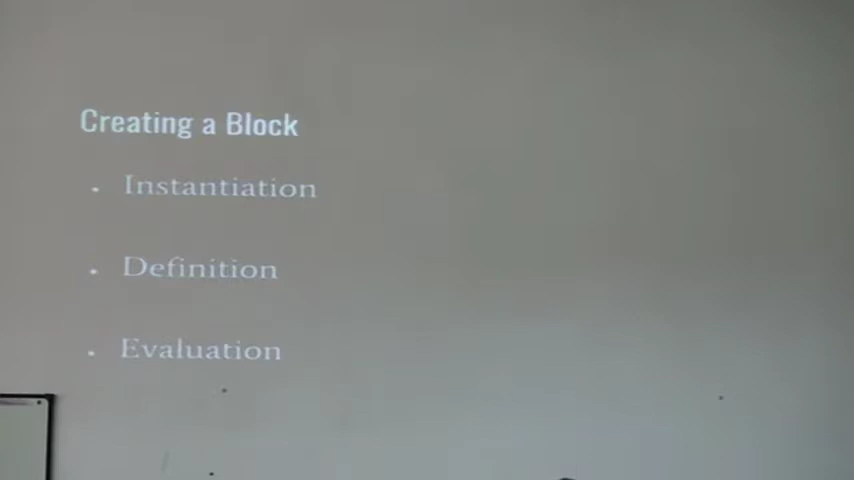 Creating a Block
• Instantiation
• Definition
• Evaluation